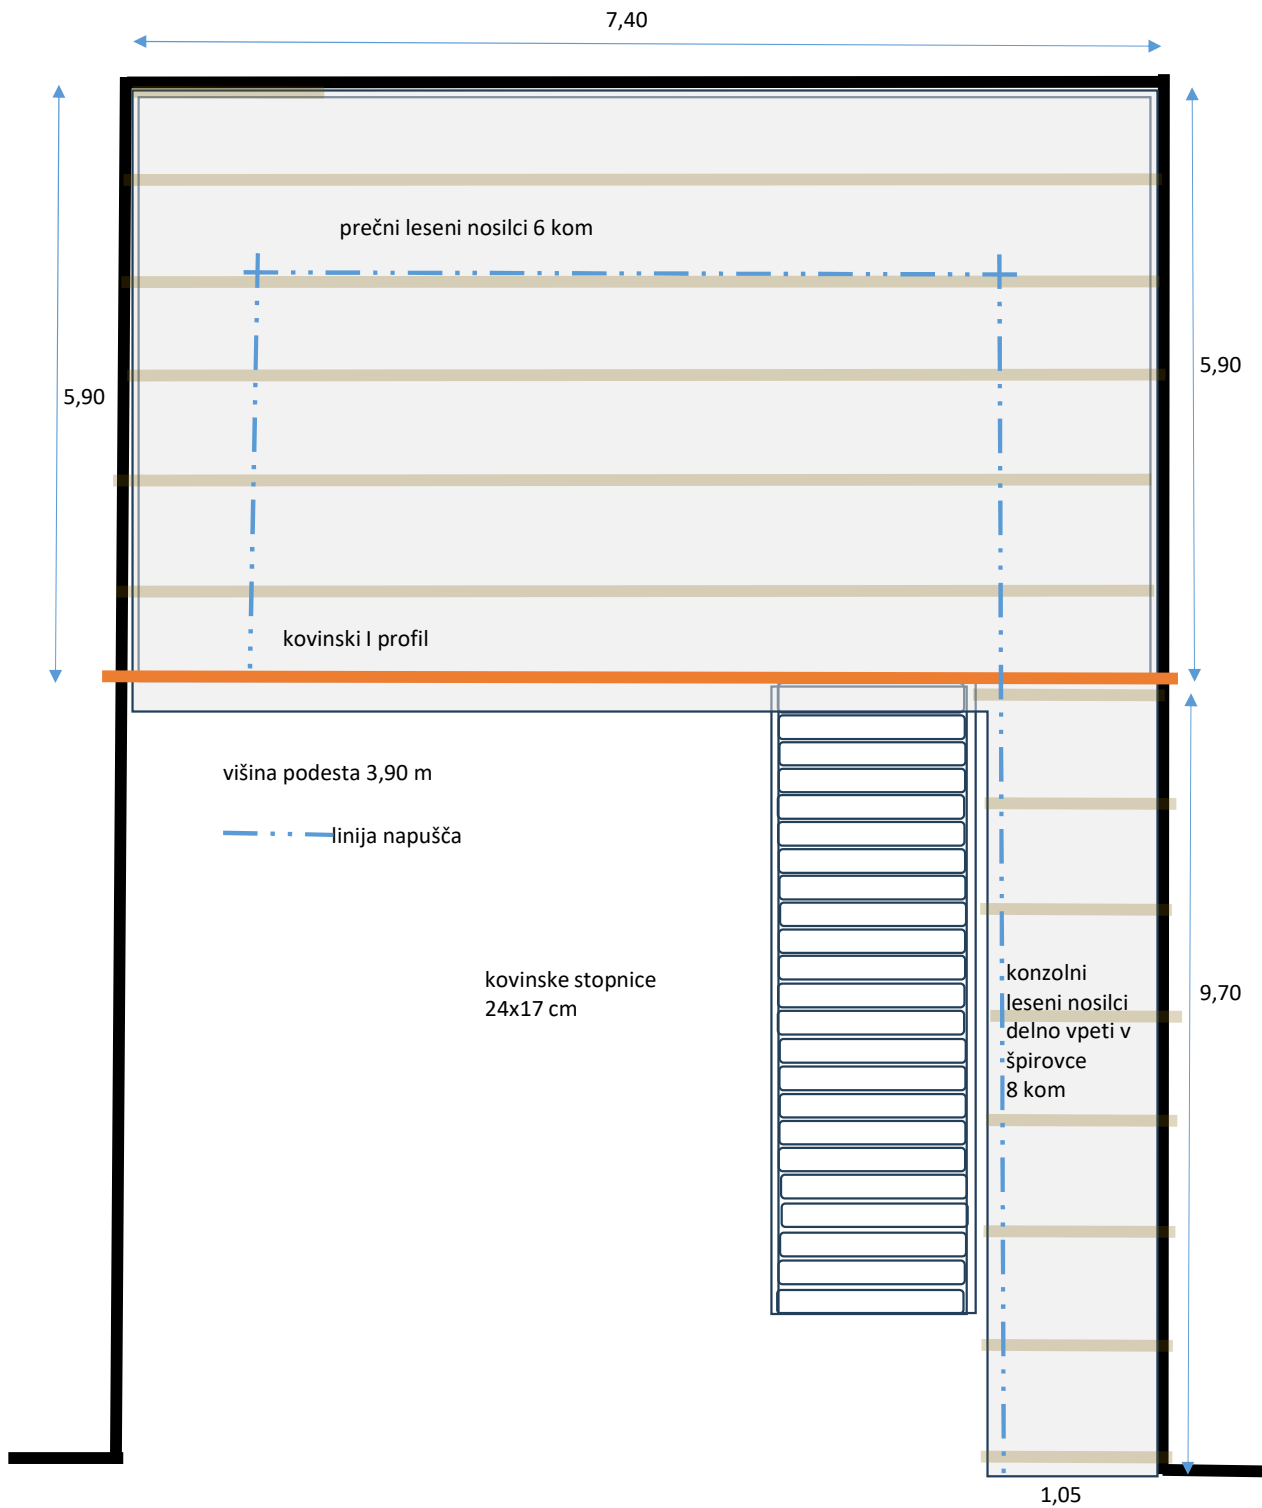 7,40
prečni leseni nosilci 6 kom
5,90
5,90
kovinski I profil
višina podesta 3,90 m
linija napušča
kovinske stopnice
24x17 cm
konzolni
leseni nosilci
delno vpeti v
špirovce
8 kom
9,70
1,05